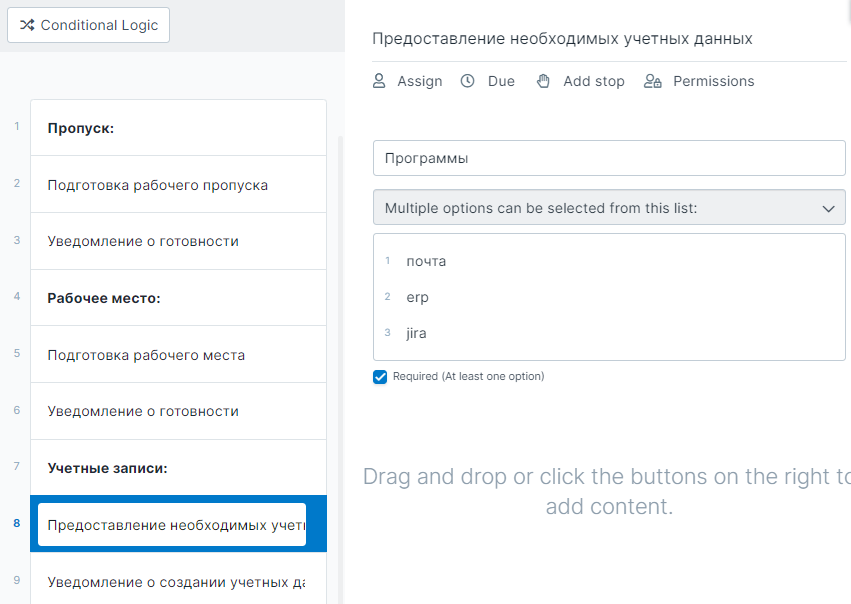 Conditional Logic
1 Пропуск:
2 Подготовка рабочего пропуска
3 Уведомление о готовности
4 Рабочее место:
5 Подготовка рабочего места
6 Уведомление о готовности
7 Учетные записи:
8 Предоставление необходимых учет
9 Уведомление о создании учетных да
Предоставление необходимых учетных данных
Assign Due Add stop Permissions
Программы
Multiple options can be selected from this list:
1 почта
2 erp
3 jira
Required (At least one option)
Drag and drop or click the buttons on the right to
add content.